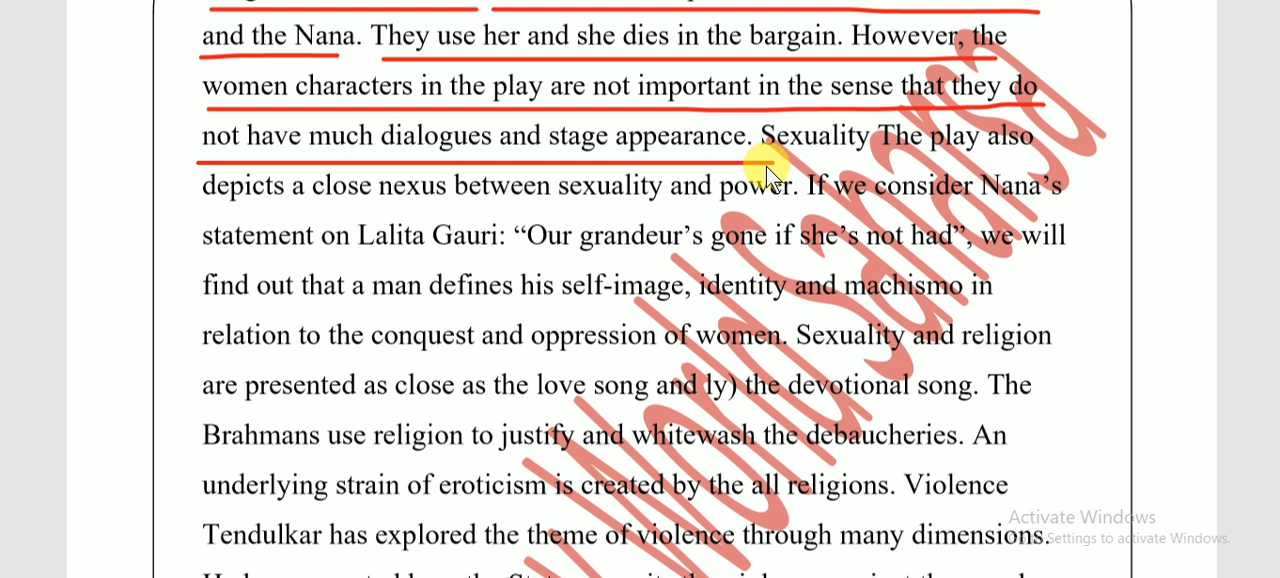 and the Nana. They use her and she dies in the bargain. However, the
women characters in the play are not important in the sense that they do
not have much dialogues and stage appearance. Sexuality The play also
depicts a close nexus between sexuality and power. If we consider Nana's
statement on Lalita Gauri: “Our grandeur's gone if she's not had”, we will
find out that a man defines his self-image, identity and machismo in
relation to the conquest and oppression of women. Sexuality and religion
are presented as close as the love song and ly) the devotional song. The
Brahmans use religion to justify and whitewash the debaucheries. An
underlying strain of eroticism is created by the all religions. Violence
Tendulkar has explored the theme of violence through many dimensions.
World Sahansa
Activate Windows
Settings to activate Windows.